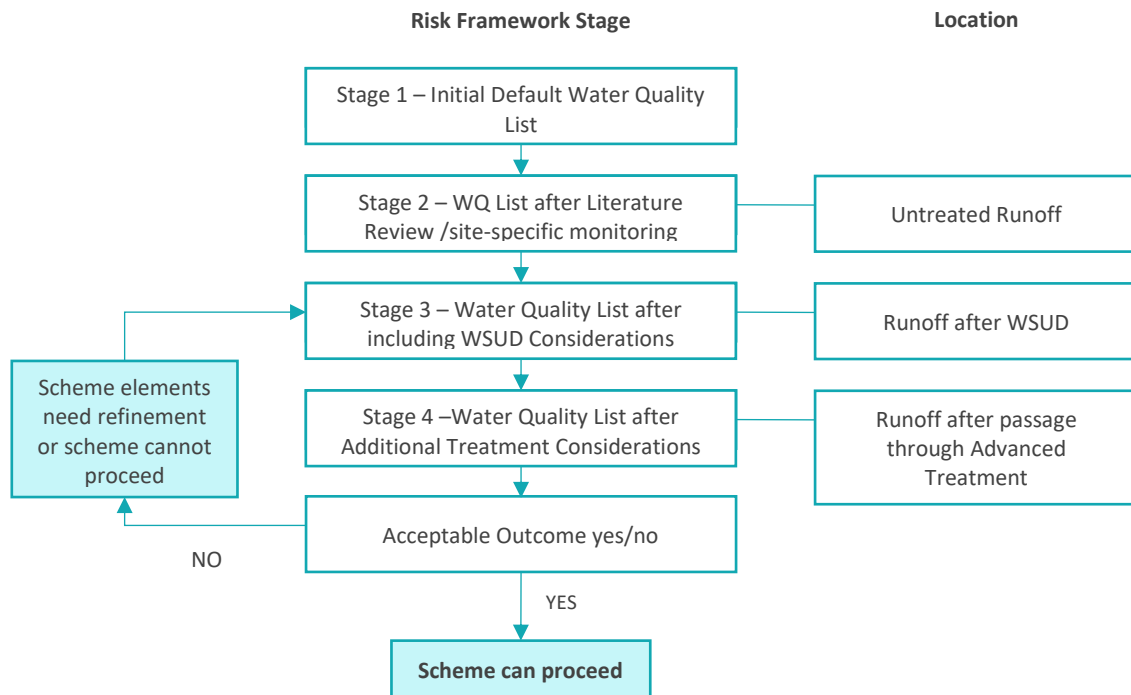 Risk Framework Stage
Location
Stage 1 – Initial Default Water Quality
List
Stage 2 – WQ List after Literature
Review /site-specific monitoring
Untreated Runoff
Stage 3 – Water Quality List after
including WSUD Considerations
Runoff after WSUD
Scheme elements
need refinement
or scheme cannot
proceed
Stage 4 –Water Quality List after
Additional Treatment Considerations
Runoff after passage
through Advanced
Treatment
Acceptable Outcome yes/no
NO
YES
Scheme can proceed